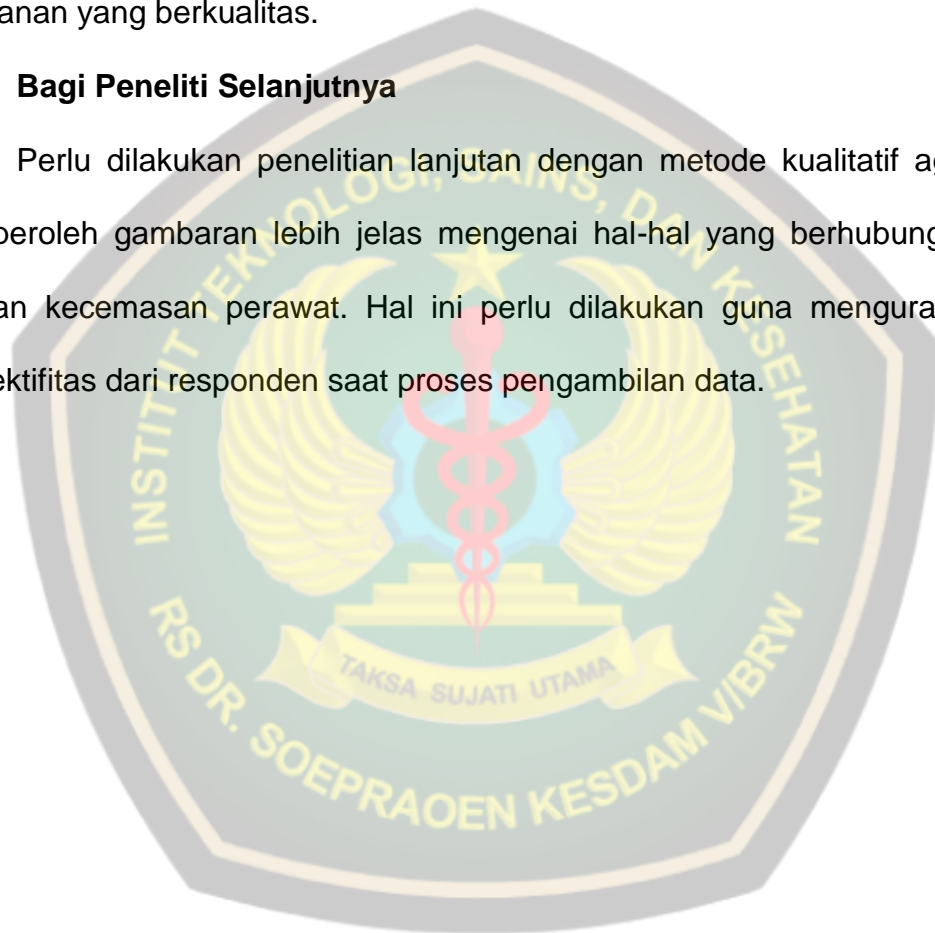 anan yang berkualitas.
Bagi Peneliti Selanjutnya
Perlu dilakukan penelitian lanjutan dengan metode kualitatif ag
peroleh gambaran lebih jelas mengenai hal-hal yang berhubung
an kecemasan perawat. Hal ini perlu dilakukan guna mengura
ektifitas dari responden saat proses pengambilan data.
INSTITUT TEKNOLOGI, SAINS, DAN KESEHATAN
TAKSA SUJATI UTAMA
RS DR. SOEPRAOEN KESDAM V/BRW